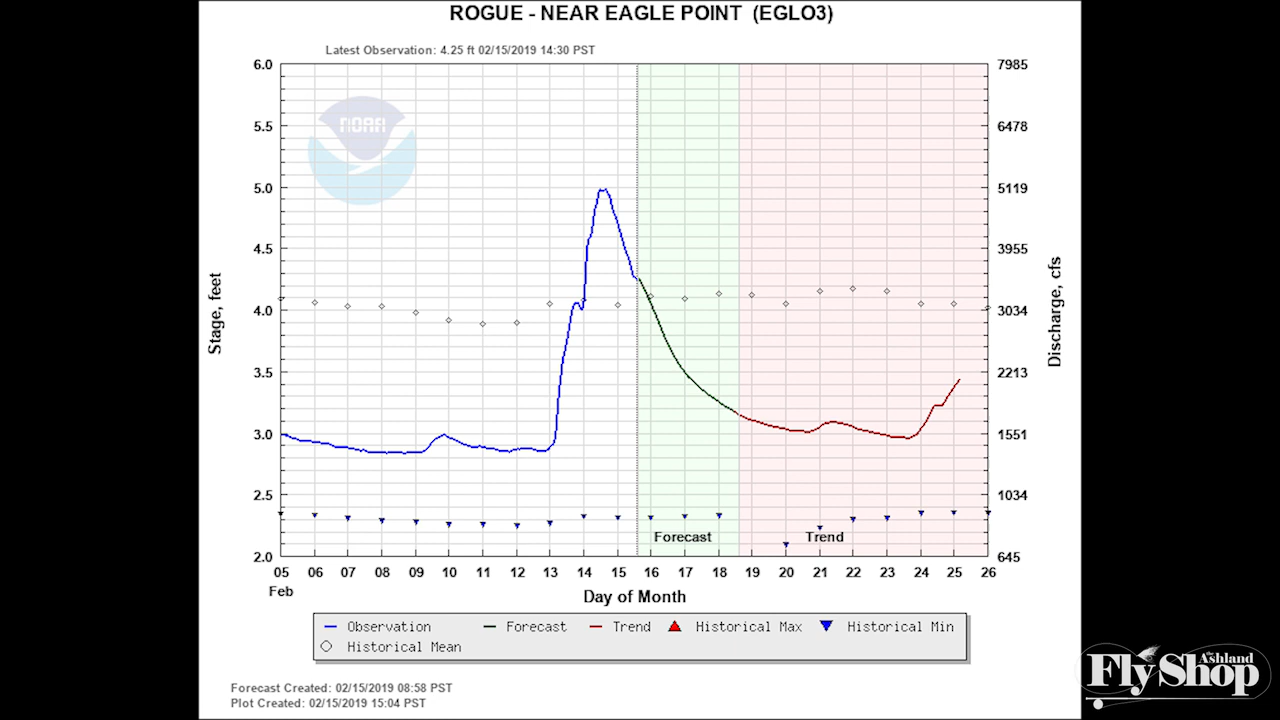 ROGUE - NEAR EAGLE POINT (EGLO3)
Latest Observation: 4.25 ft 02/15/2019 14:30 PST
NOAA
6.0
5.5
5.0
4.5
4.0
3.5
3.0
2.5
2.0
Stage, feet
7985
6478
5119
3955
3034
2213
1551
1034
645
Discharge, cfs
Forecast
Trend
05 06 07 08 09 10 11 12 13 14 15 16 17 18 19 20 21 22 23 24 25 26
Feb
Day of Month
Observation Forecast Trend Historical Max Historical Min
Historical Mean
Forecast Created: 02/15/2019 08:58 PST
Plot Created: 02/15/2019 15:04 PST
the Ashland
Fly Shop